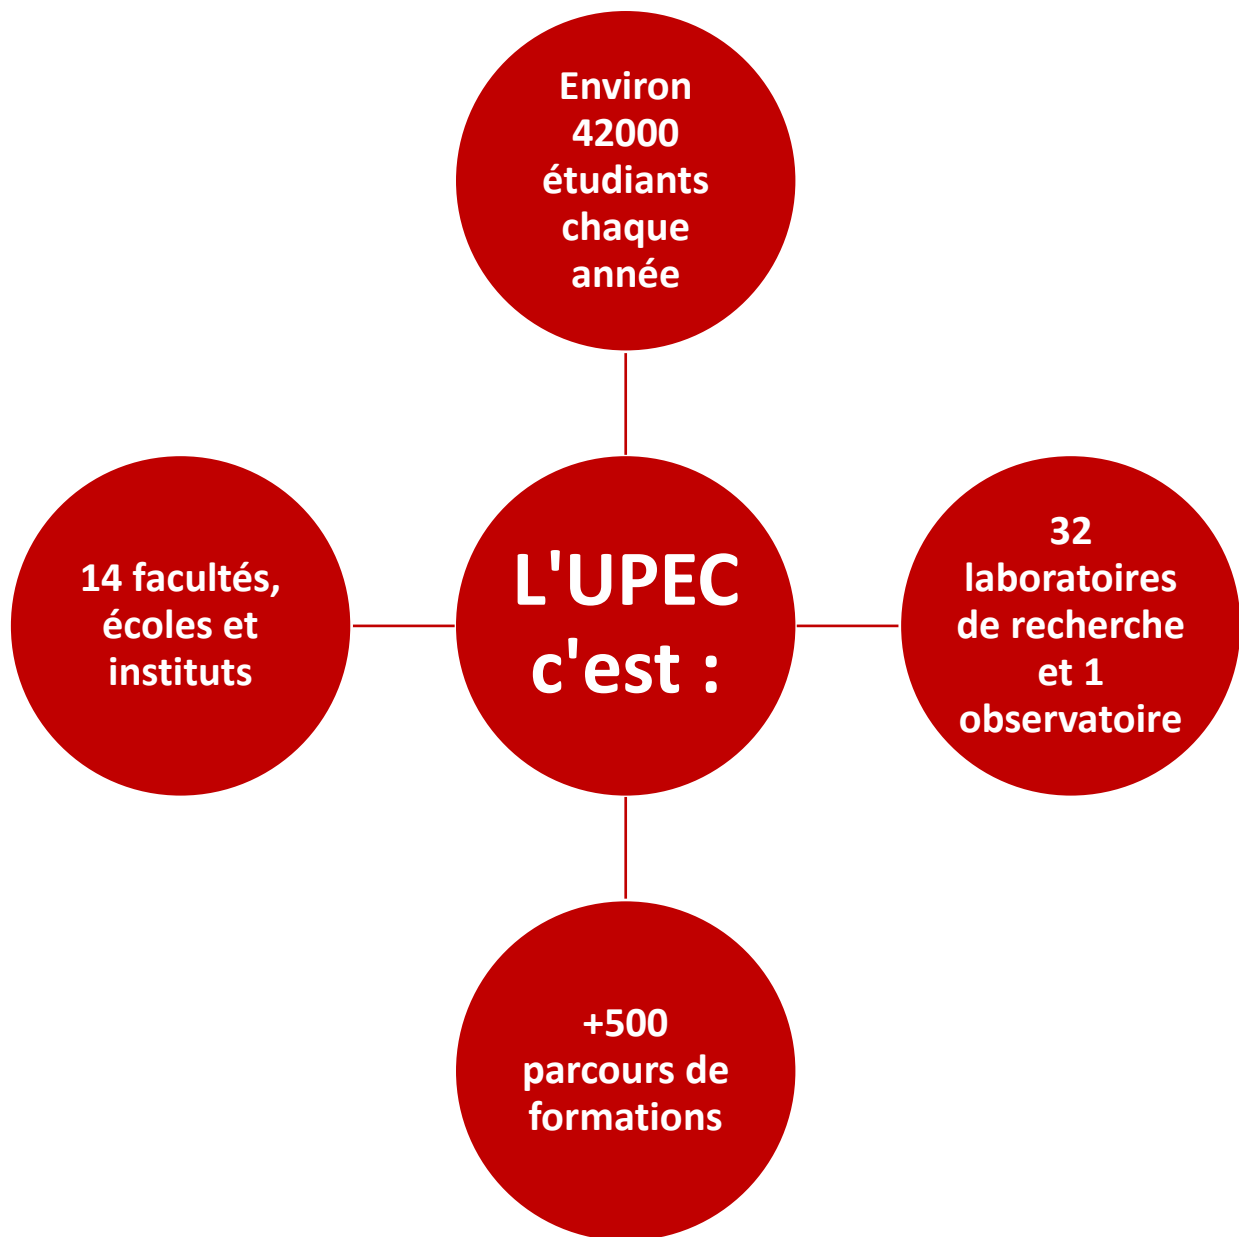 Environ
42000
étudiants
chaque
année
14 facultés,
écoles et
instituts
L'UPEC
c'est :
32
laboratoires
de recherche
et 1
observatoire
+500
parcours de
formations